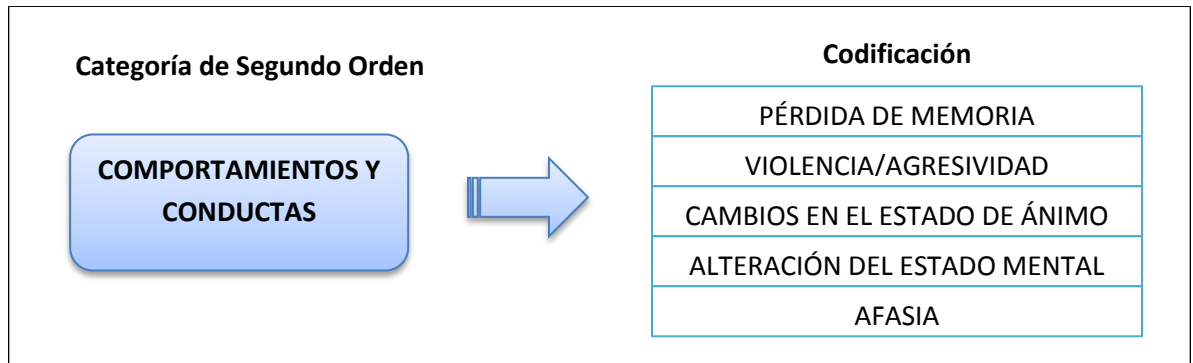 Categoría de Segundo Orden
COMPORTAMIENTOS Y
CONDUCTAS
Codificación
PÉRDIDA DE MEMORIA
VIOLENCIA/AGRESIVIDAD
CAMBIOS EN EL ESTADO DE ÁNIMO
ALTERACIÓN DEL ESTADO MENTAL
AFASIA